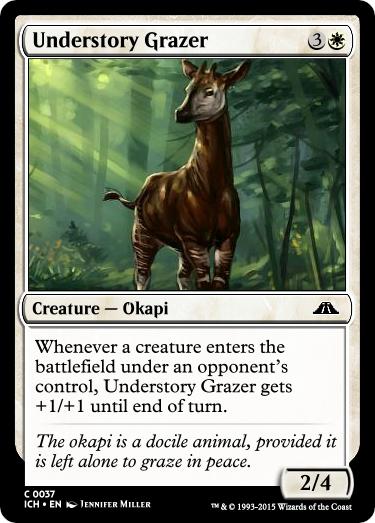 Understory Grazer 3
Creature — Okapi
Whenever a creature enters the
battlefield under an opponent's
control, Understory Grazer gets
+1/+1 until end of turn.
The okapi is a docile animal, provided it
is left alone to graze in peace.
2/4
C 0037
ICH • EN Jennifer Miller
™ & © 1993-2015 Wizards of the Coast